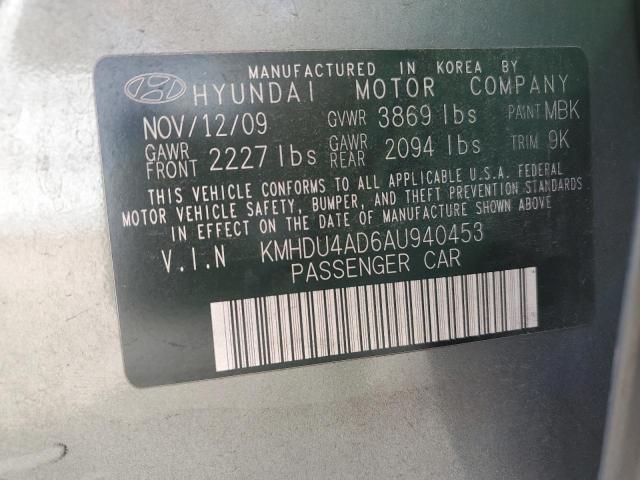 MANUFACTURED IN KOREA BY
HYUNDAI MOTOR COMPANY
NOV/12/09 GVWR 3869 lbs PAINT MBK
GAWR FRONT 2227 lbs GAWR REAR 2094 lbs TRIM 9K
THIS VEHICLE CONFORMS TO ALL APPLICABLE U.S.A. FEDERAL
MOTOR VEHICLE SAFETY, BUMPER, AND THEFT PREVENTION STANDARDS
IN EFFECT ON THE DATE OF MANUFACTURE SHOWN ABOVE
V.I.N KMHDU4AD6AU940453
PASSENGER CAR